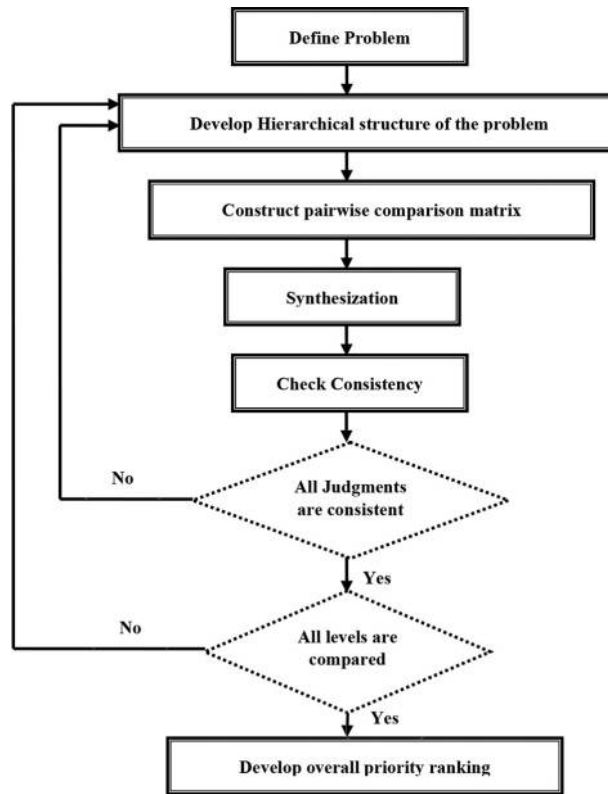 Define Problem
Develop Hierarchical structure of the problem
Construct pairwise comparison matrix
Synthesization
Check Consistency
No
All Judgments
are consistent
Yes
No
All levels are
compared
Yes
Develop overall priority ranking